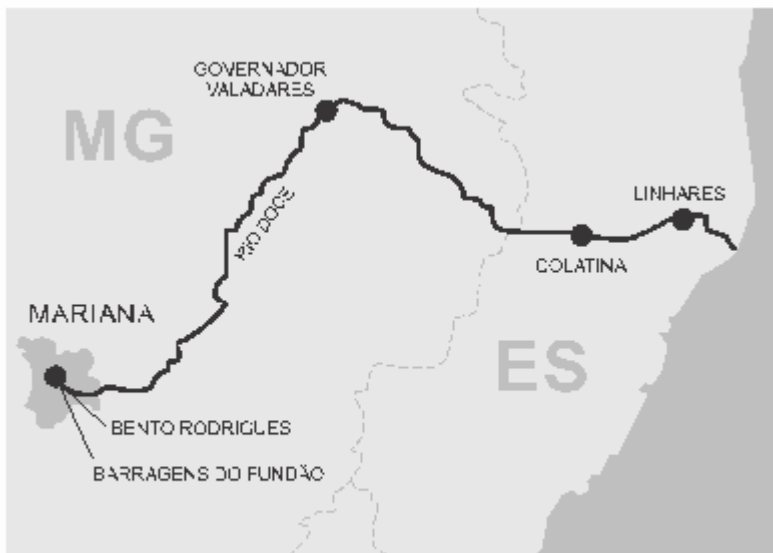 GOVERNADOR
VALADARES
MG
RIO DOCE
LINHARES
COLATINA
MARIANA
ES
BENTO RODRIGUES
BARRAGENS DO FUNDÃO